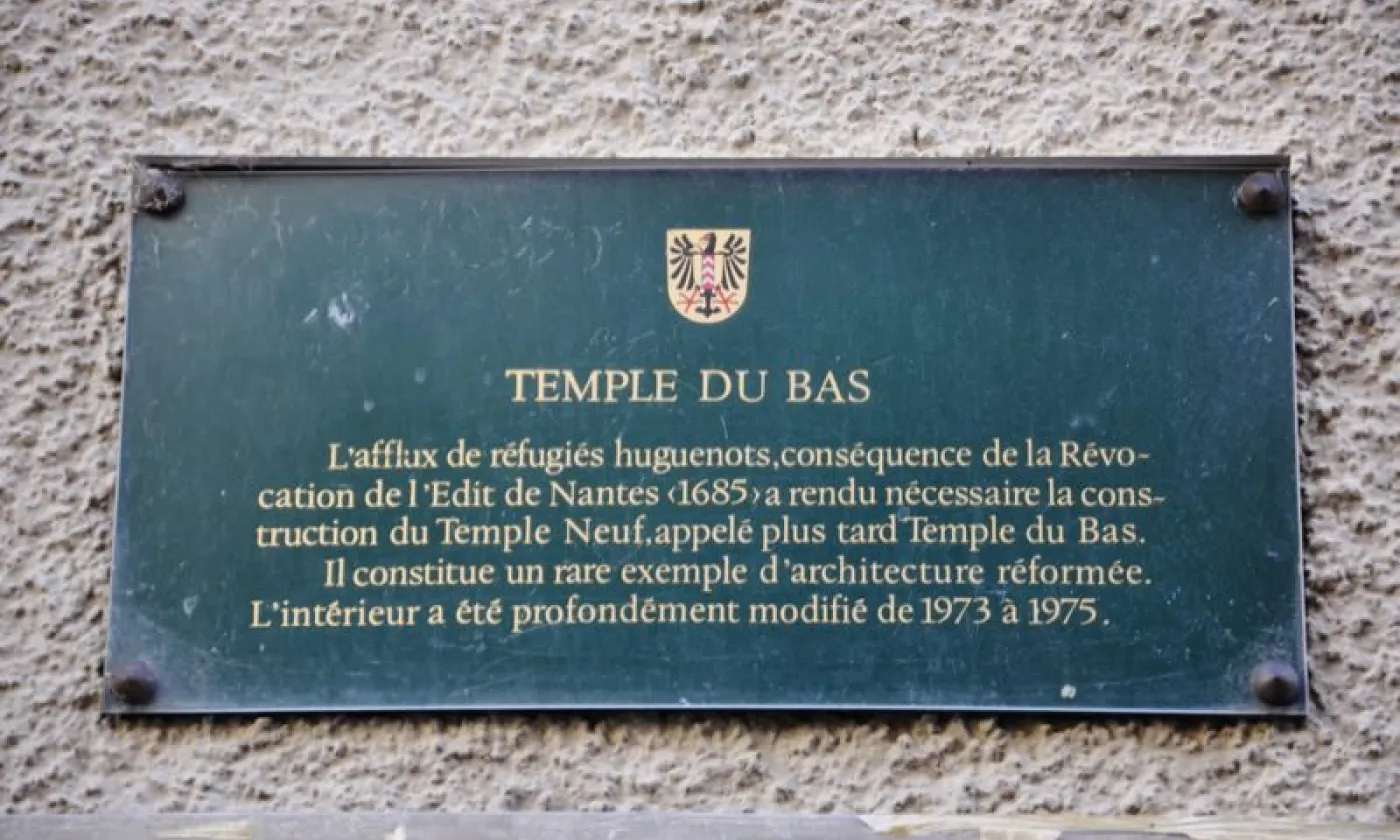 TEMPLE DU BAS
L'afflux de réfugiés huguenots, conséquence de la Révo-
cation de l'Edit de Nantes ‹1685› a rendu nécessaire la cons-
truction du Temple Neuf, appelé plus tard Temple du Bas.
Il constitue un rare exemple d'architecture réformée.
L'intérieur a été profondément modifié de 1973 à 1975.